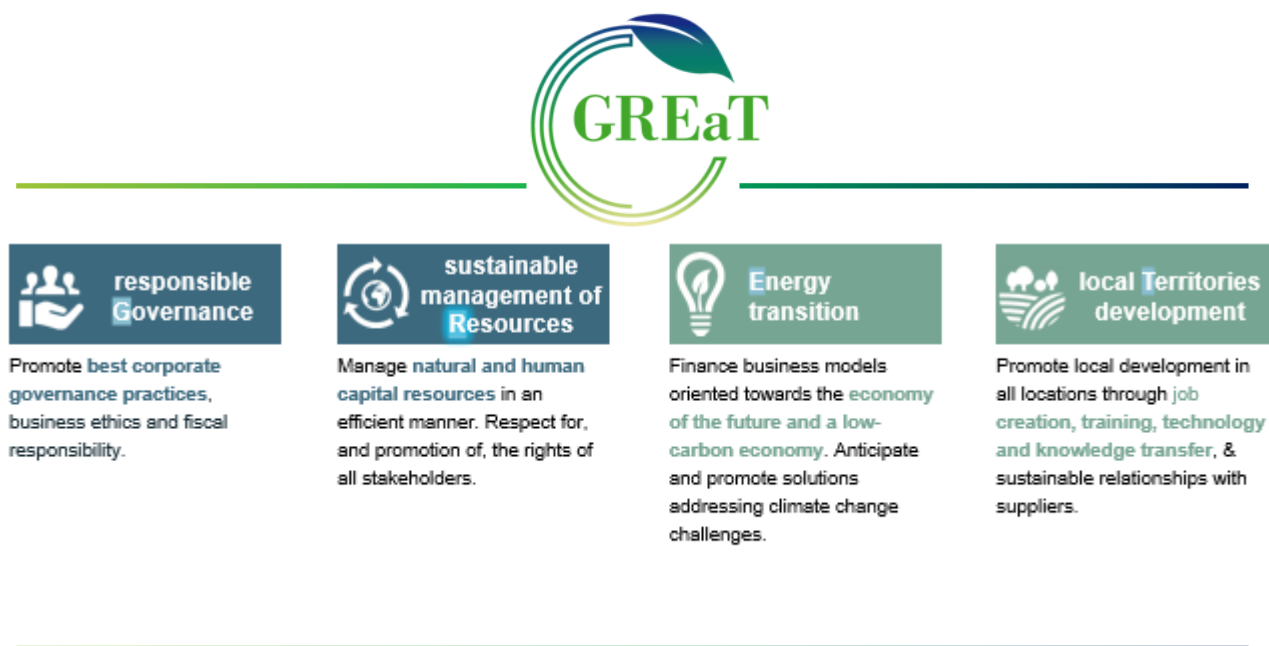 GREaT
responsible
Governance
Promote best corporate
governance practices,
business ethics and fiscal
responsibility.
sustainable
management of
Resources
Manage natural and human
capital resources in an
efficient manner. Respect for,
and promotion of, the rights of
all stakeholders.
Energy
transition
Finance business models
oriented towards the economy
of the future and a low-
carbon economy. Anticipate
and promote solutions
addressing climate change
challenges.
local Territories
development
Promote local development in
all locations through job
creation, training, technology
and knowledge transfer, &
sustainable relationships with
suppliers.